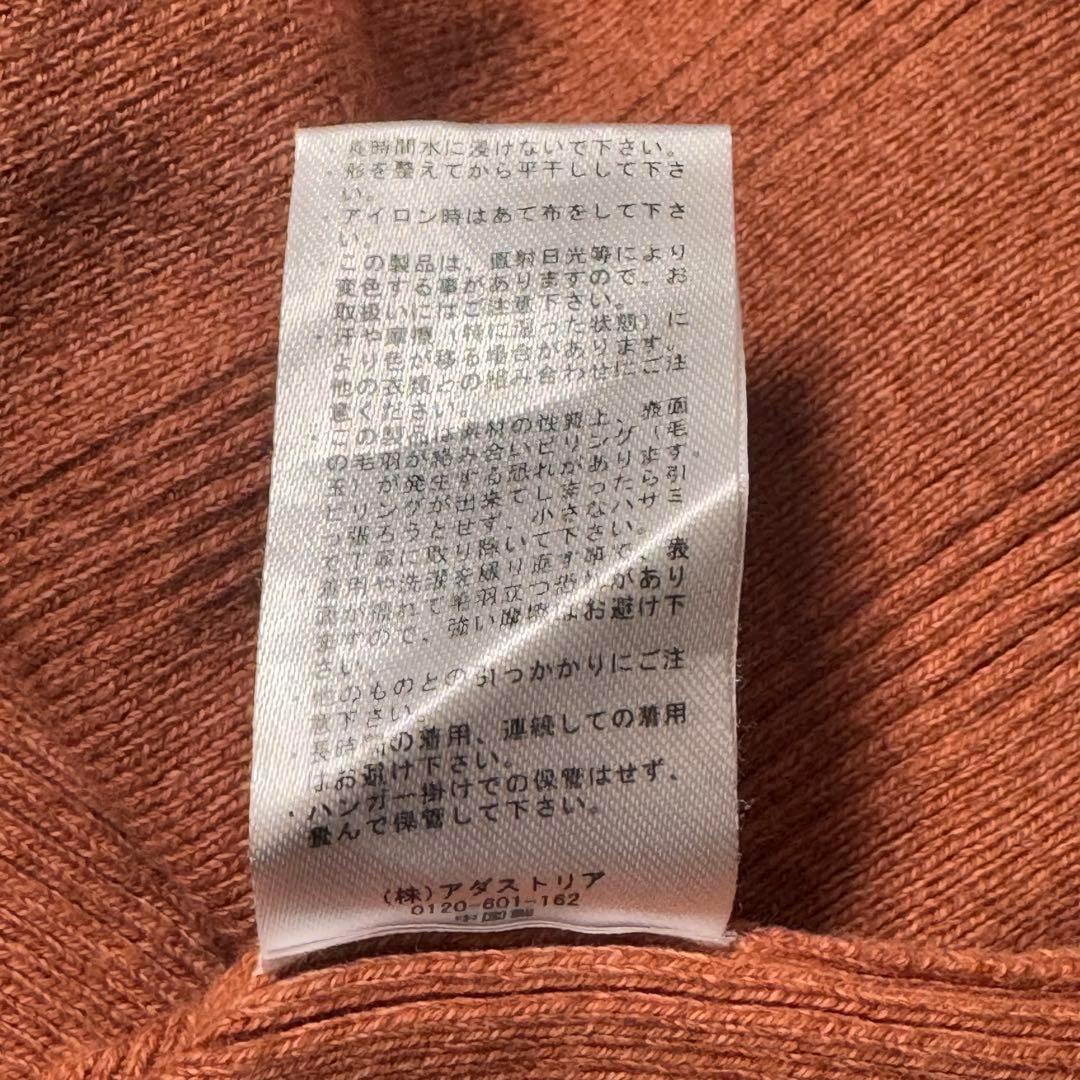 ・長時間水に浸けないで下さい。
・形を整えてから平干しして下さ
い。
・アイロン時はあて布をして下さ
い。
・この製品は、直射日光等により
変色する事がありますので、お
取扱いにはご注意下さい。
・汗や摩擦（特に湿った状態）に
より色が移る場合があります。
他の衣類との組み合わせにご注
意ください。
・この製品は素材の性質上、表面
の毛羽が絡み合いピリング（毛
玉）が発生する恐れがあります。
ピリングが出来てしまったら引
っ張ろうとせず、小さなハサミ
で丁寧に取り除いて下さい。
・着用や洗濯を繰り返す事で、表
面が擦れて毛羽立つ恐れがあり
ますので、強い摩擦はお避け下
さい。
・他のものとの引っかかりにご注
意下さい。
・長時間の着用、連続しての着用
はお避け下さい。
・ハンガー掛けでの保管はせず、
畳んで保管して下さい。
(株)アダストリア
0120-601-162
中国製